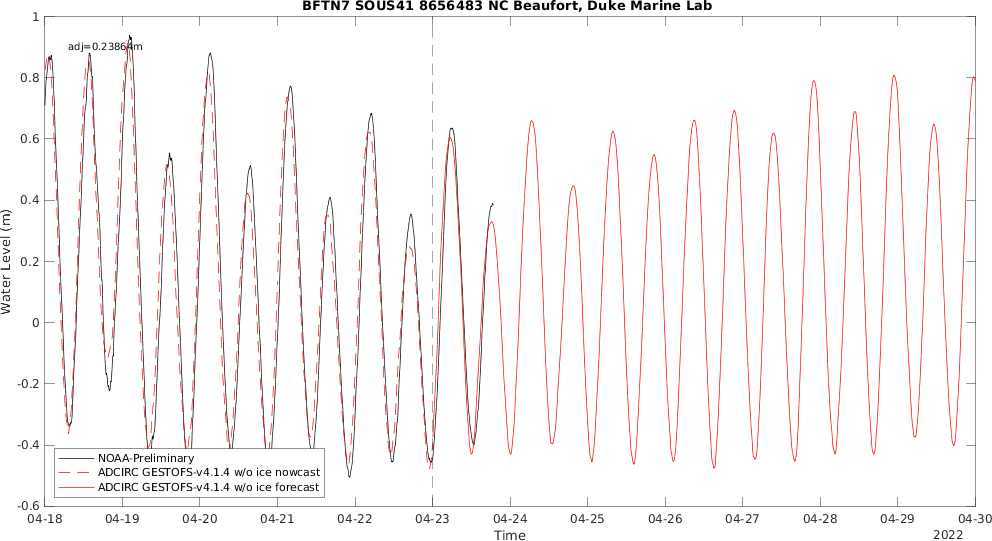 BFTN7 SOUS41 8656483 NC Beaufort, Duke Marine Lab
adj=0.23864m
1
0.8
0.6
0.4
0.2
0
-0.2
-0.4
-0.6
Water Level (m)
NOAA-Preliminary
ADCIRC GESTOFS-v4.1.4 w/o ice nowcast
ADCIRC GESTOFS-v4.1.4 w/o ice forecast
04-18 04-19 04-20 04-21 04-22 04-23 04-24 04-25 04-26 04-27 04-28 04-29 04-30
Time
2022